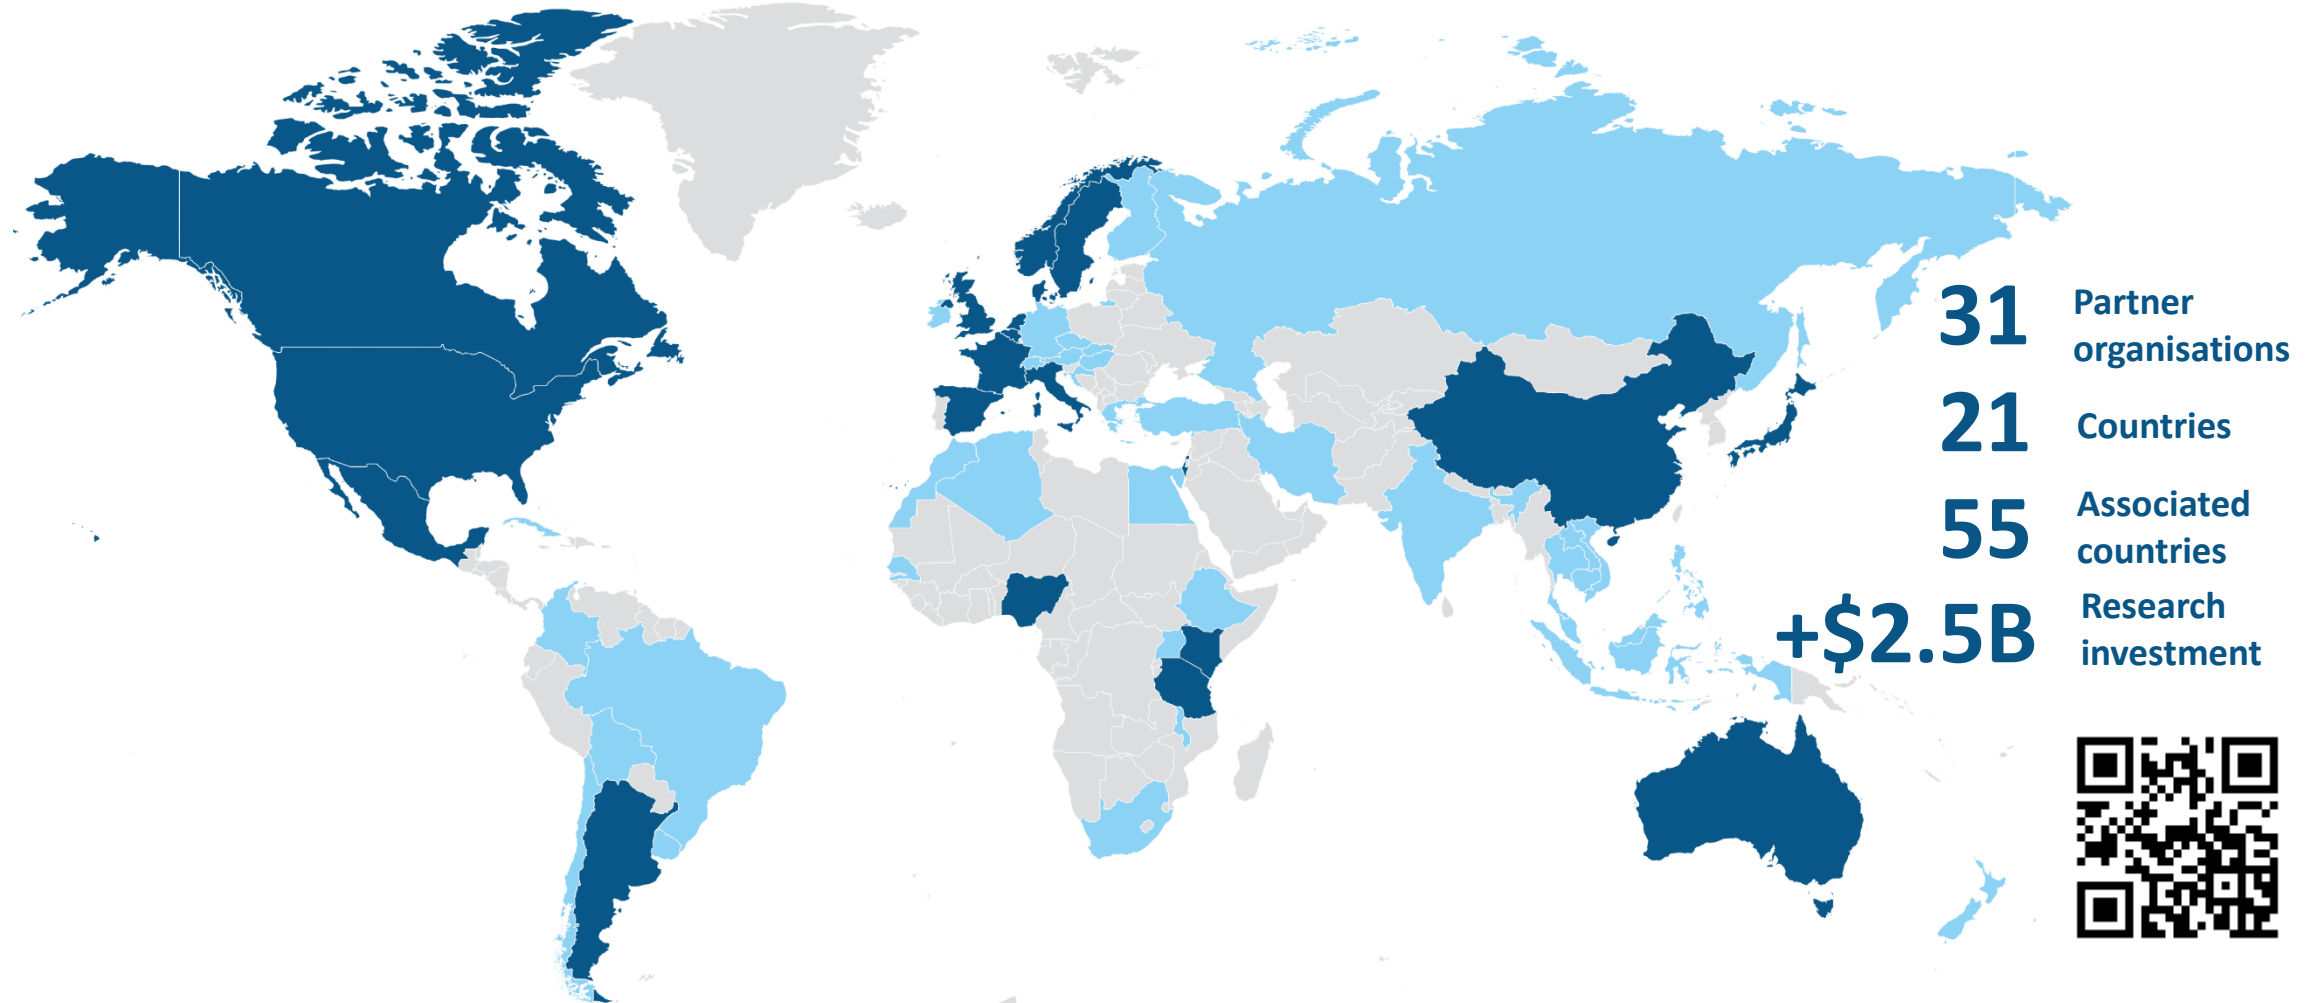 31 Partner
organisations
21 Countries
55 Associated
countries
+$2.5B Research
investment